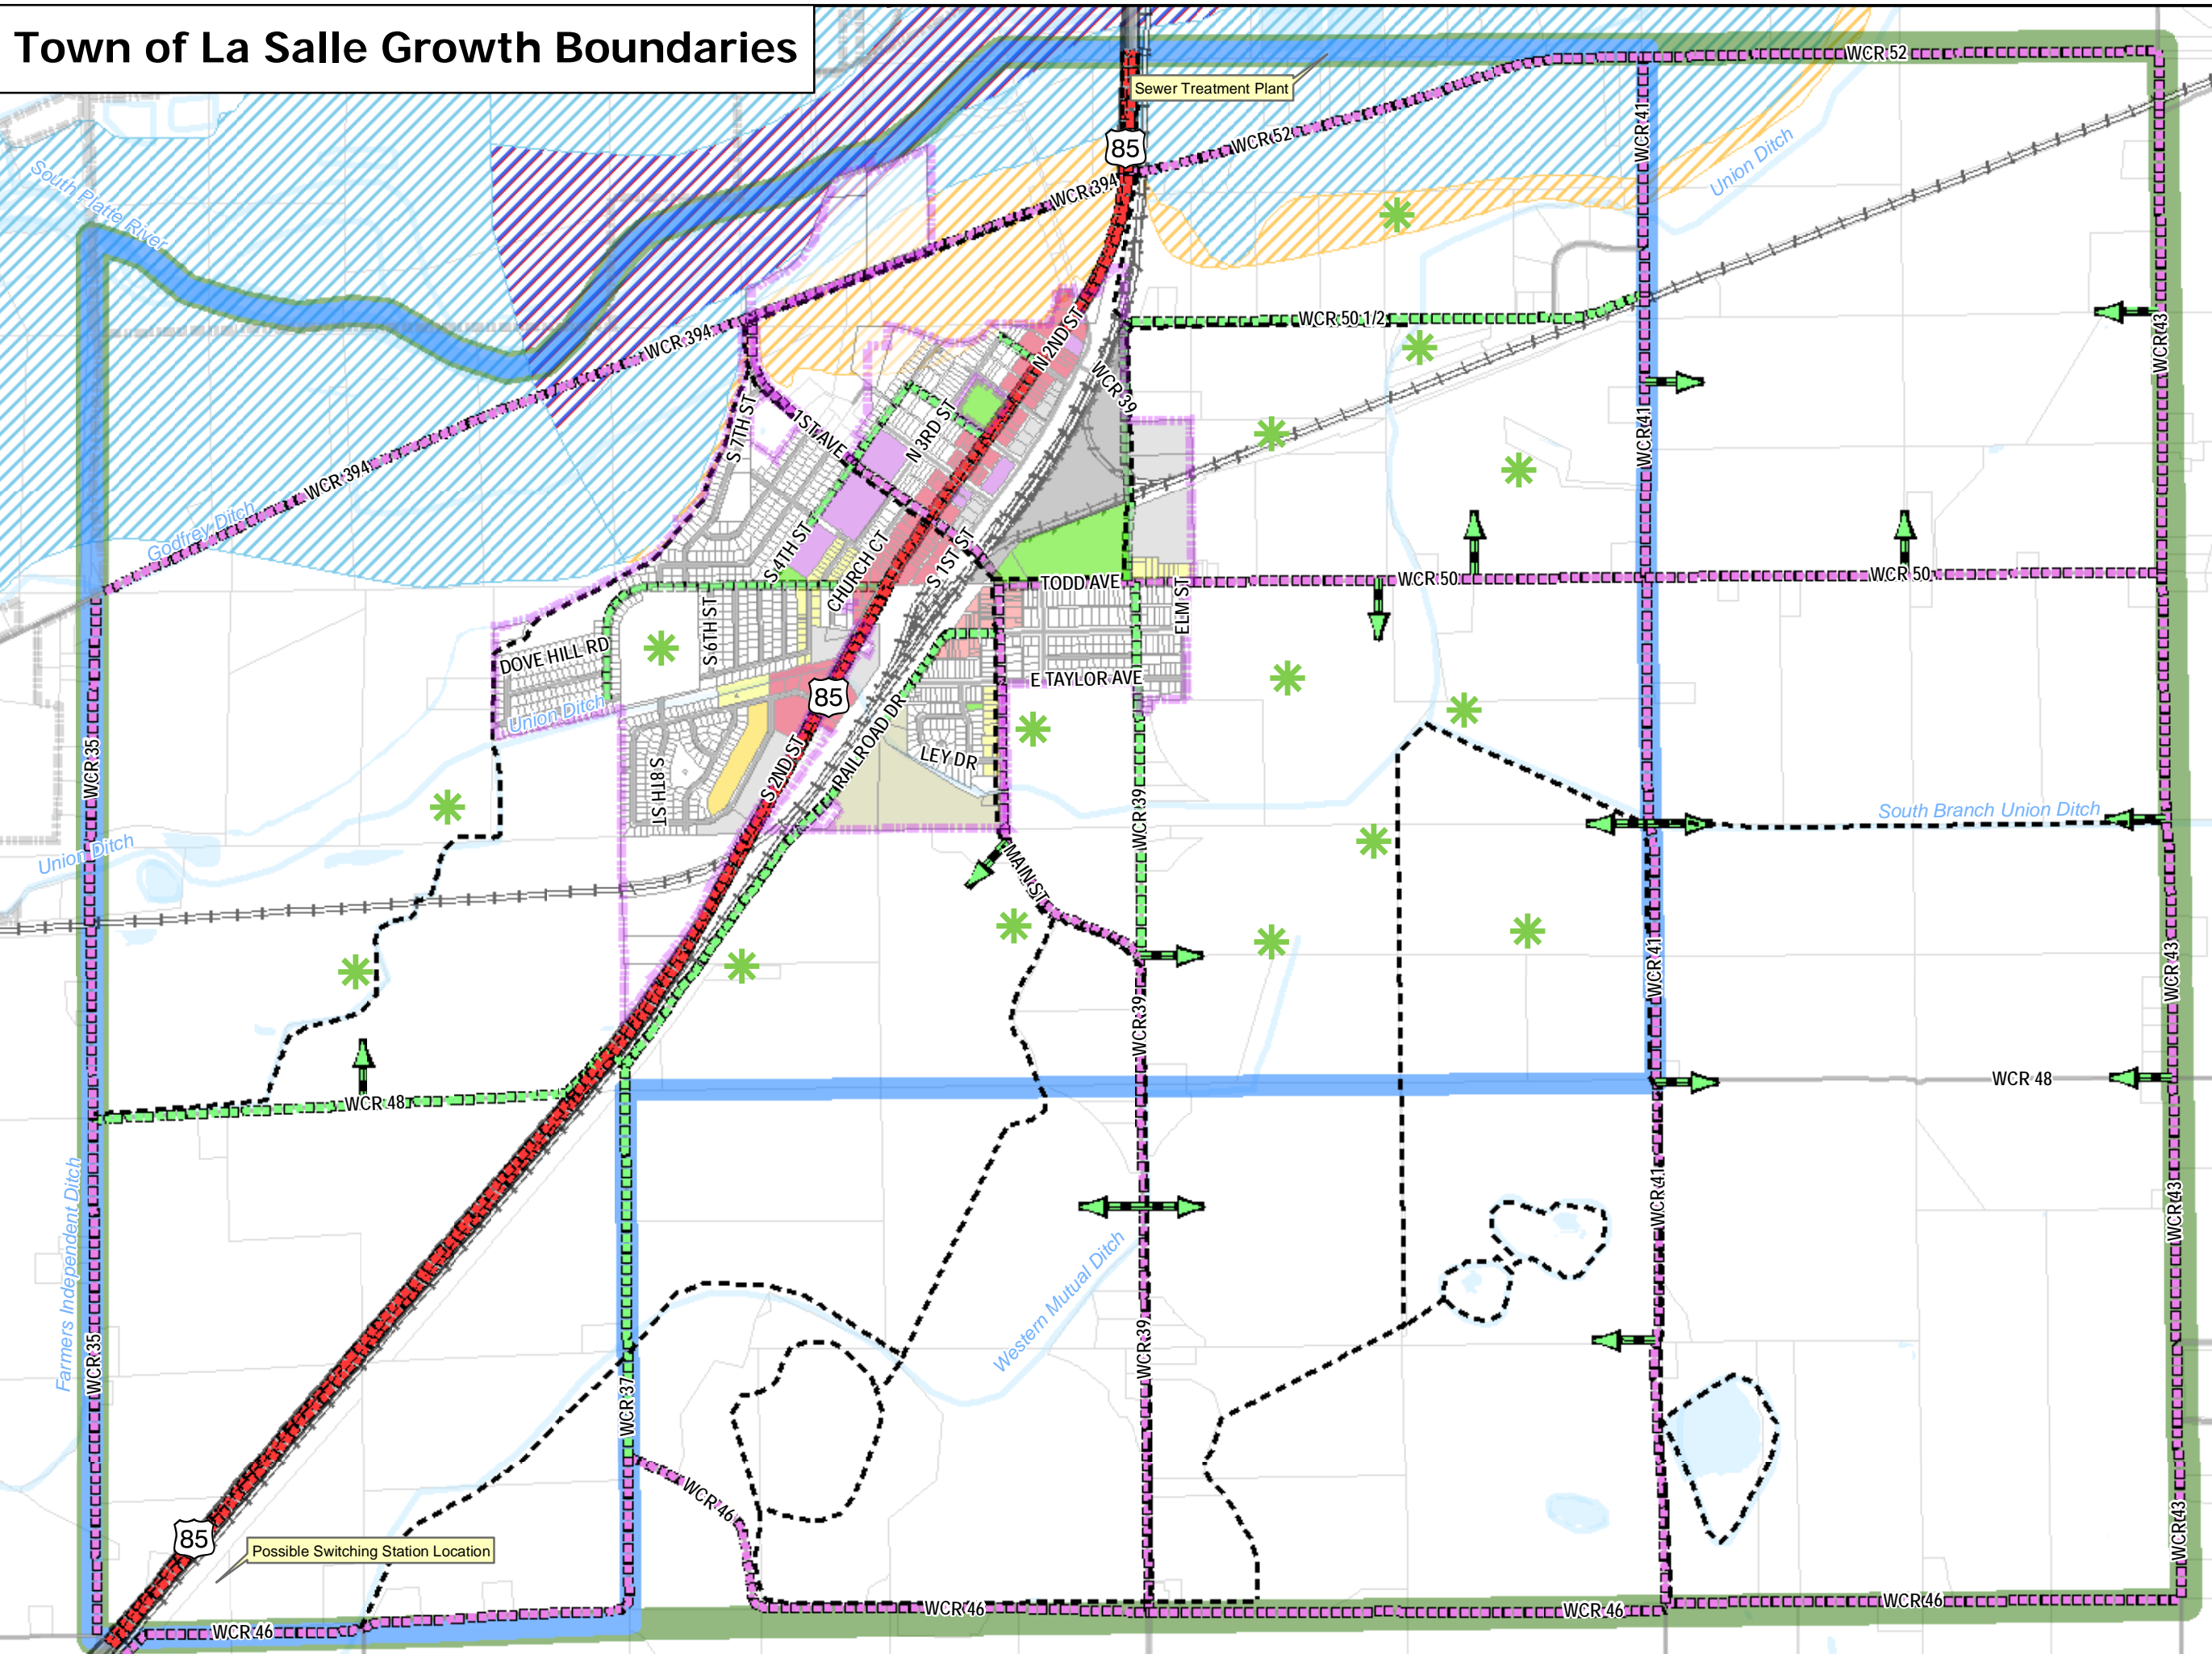 Town of La Salle Growth Boundaries
WCR 52
Sewer Treatment Plant
WCR 41
85
WCR 52
Union Ditch
South Platte River
WCR 394
WCR 50 1/2
N 2ND ST
WCR 394
WCR 43
WCR 39
S 7TH ST
1ST AVE
N 3RD ST
WCR 41
WCR 394
Godfrey Ditch
S 4TH ST
CHURCH CT
S 1ST ST
TODD AVE
WCR 50
WCR 50
ELM ST
S 6TH ST
DOVE HILL RD
E TAYLOR AVE
85
Union Ditch
RAILROAD DR
LEY DR
S 2ND ST
S 8TH ST
WCR 35
WCR 39
South Branch Union Ditch
Union Ditch
MAIN ST
WCR 41
WCR 43
WCR 39
WCR 48
WCR 48
Farmers Independent Ditch
WCR 41
WCR 43
Western Mutual Ditch
WCR 35
WCR 39
WCR 37
WCR 46
85
Possible Switching Station Location
WCR 43
WCR 46
WCR 46
WCR 46
WCR 46